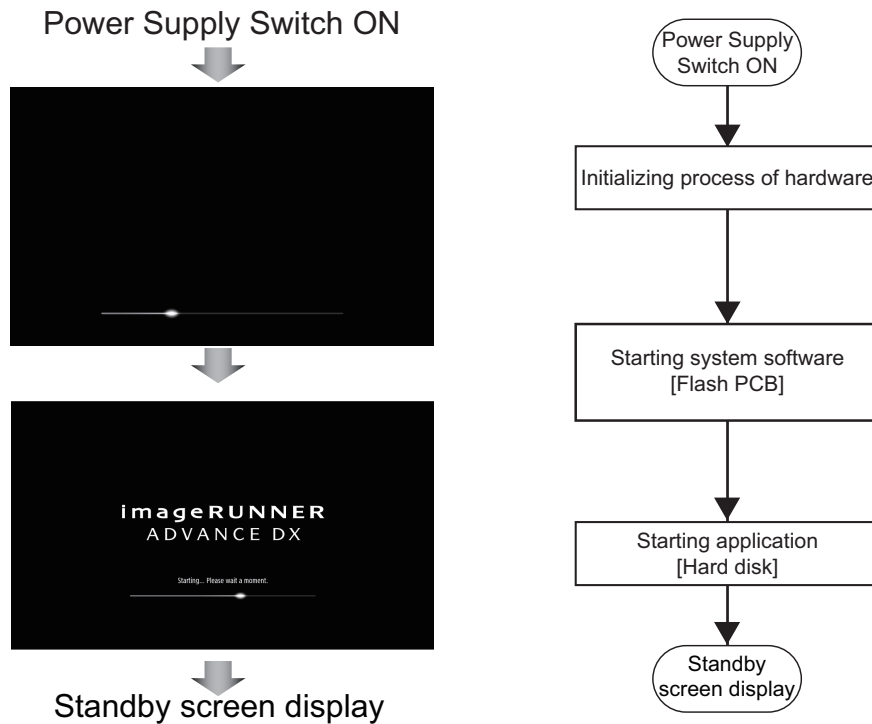 Power Supply Switch ON
imageRUNNER
ADVANCE DX
Starting... Please wait a moment.
Standby screen display
Power Supply
Switch ON
Initializing process of hardware
Starting system software
[Flash PCB]
Starting application
[Hard disk]
Standby
screen display